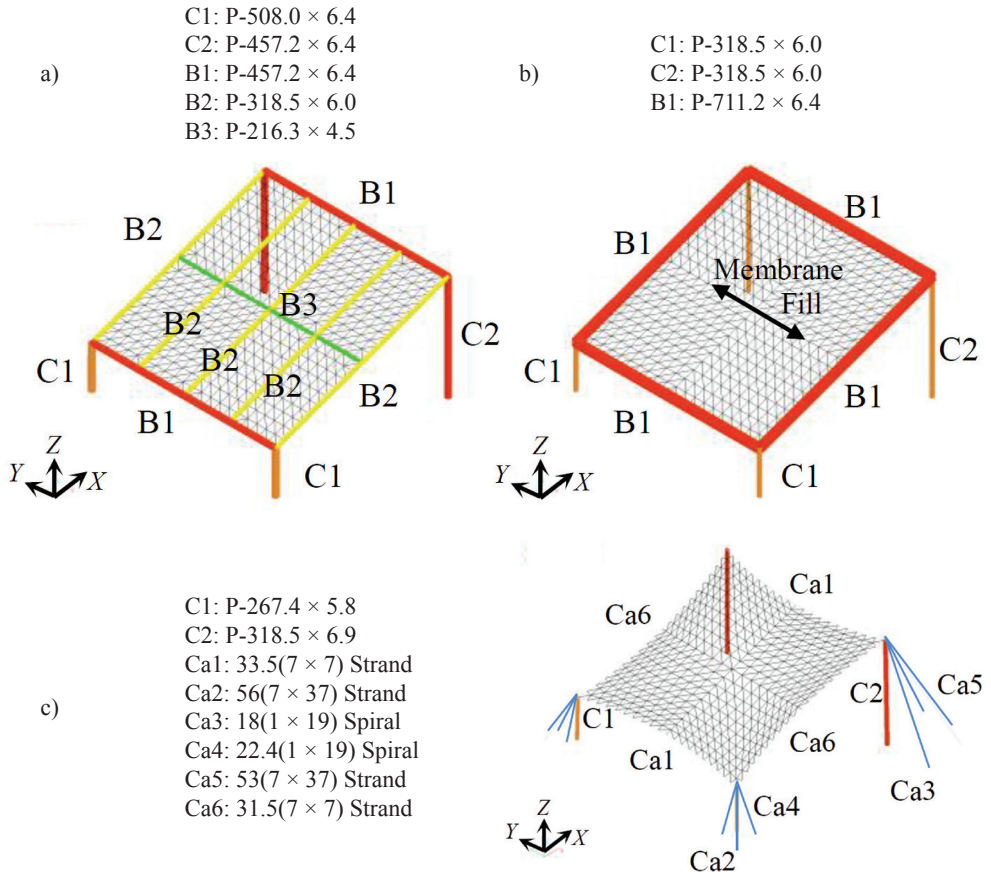 a)
C1: P-508.0 × 6.4
C2: P-457.2 × 6.4
B1: P-457.2 × 6.4
B2: P-318.5 × 6.0
B3: P-216.3 × 4.5
B1
B2
B3
B2
C2
B2
C1
B2
B2
B1
C1
Z
Y
X
b)
C1: P-318.5 × 6.0
C2: P-318.5 × 6.0
B1: P-711.2 × 6.4
B1
B1
Membrane
Fill
C2
C1
B1
B1
C1
Z
Y
X
c)
C1: P-267.4 × 5.8
C2: P-318.5 × 6.9
Ca1: 33.5(7 × 7) Strand
Ca2: 56(7 × 37) Strand
Ca3: 18(1 × 19) Spiral
Ca4: 22.4(1 × 19) Spiral
Ca5: 53(7 × 37) Strand
Ca6: 31.5(7 × 7) Strand
Ca1
Ca6
C2
Ca5
C1
Ca6
Ca1
Ca3
Ca4
Ca2
Z
Y
X